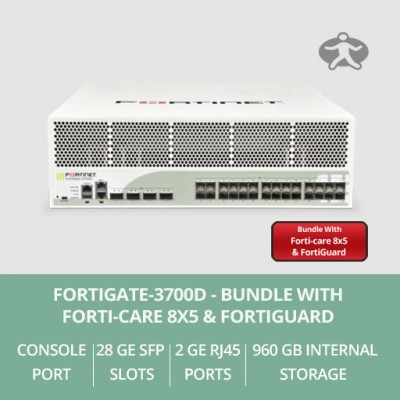 FORTINET
FORTINET
Bundle With
Forti-care 8x5
& FortiGuard
FORTIGATE-3700D - BUNDLE WITH
FORTI-CARE 8X5 & FORTIGUARD
CONSOLE PORT
28 GE SFP SLOTS
2 GE RJ45 PORTS
960 GB INTERNAL STORAGE